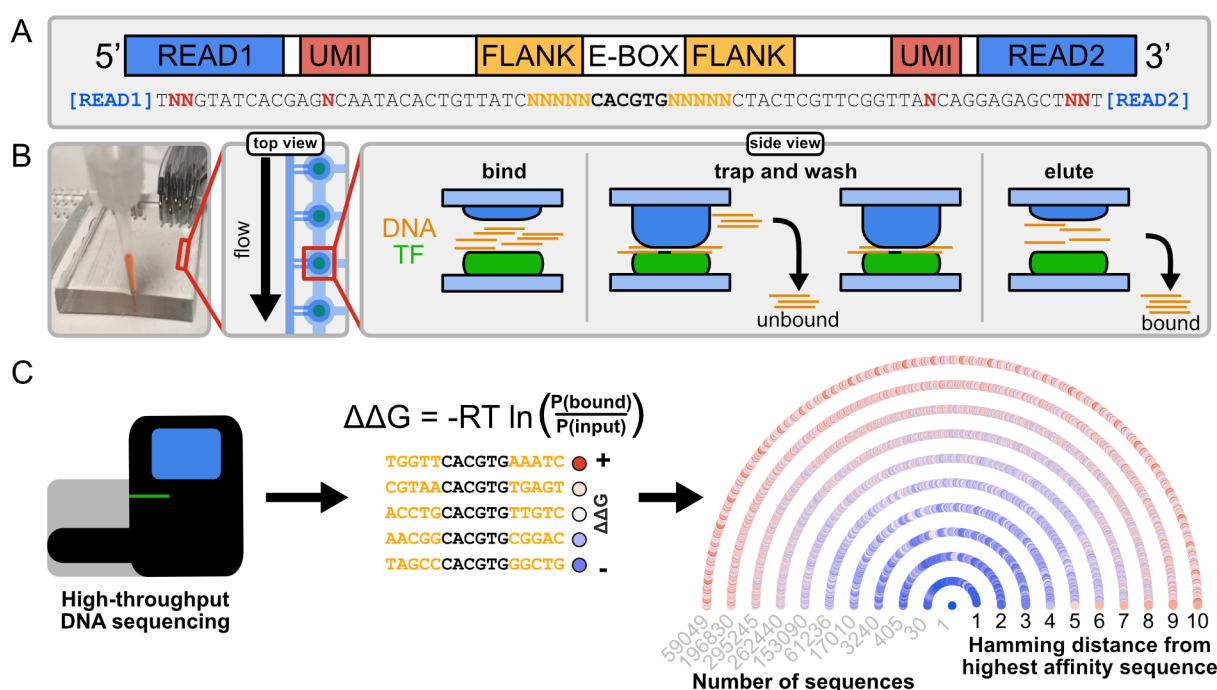 A
5’ READ1 UMI FLANK E-BOX FLANK UMI READ2 3’
[READ1]TNNGTATCACGAGNCAATACACTGTTATCNNNNNCACGTGNNNNNCTACTCGTTCGGTTANCAGGAGAGCTNNT[READ2]
B
top view
flow
side view
bind
trap and wash
elute
DNA
TF
unbound
bound
C
High-throughput
DNA sequencing
ΔΔG = -RT ln(P(bound)/P(input))
TGGTTCACGTGAAATC
CGTAACACGTGTGAGT
ACCTGCACGTGTTGTC
AACGGCACGTGCGGAC
TAGCCCACGTGGGCTG
+
ΔΔG
-
59049 196830 295245 262440 153090 61236 17010 3240 405 30 1
Number of sequences
1 2 3 4 5 6 7 8 9 10
Hamming distance from
highest affinity sequence